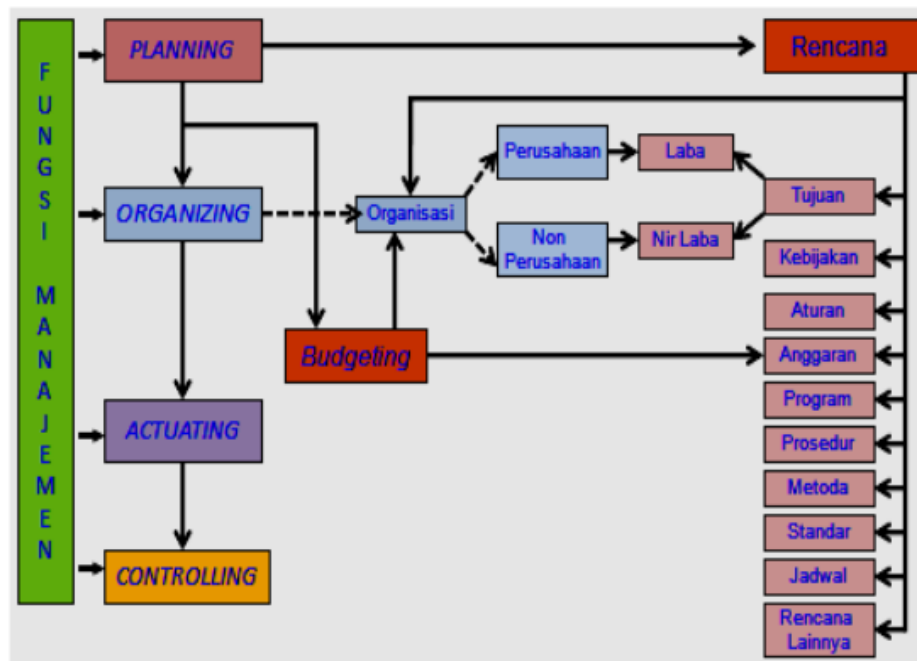 FUNGSI MANAJEMEN
PLANNING
Rencana
Perusahaan
Laba
ORGANIZING
Organisasi
Tujuan
Non
Perusahaan
Nir Laba
Kebijakan
Aturan
Budgeting
Anggaran
Program
ACTUATING
Prosedur
Metoda
Standar
CONTROLLING
Jadwal
Rencana
Lainnya